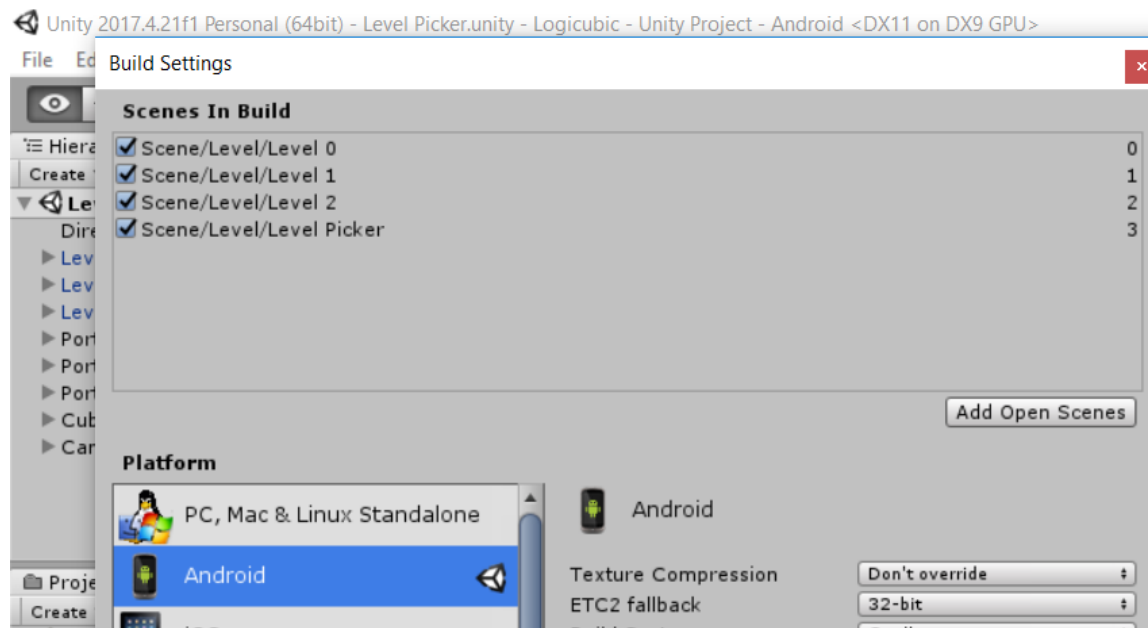 Unity 2017.4.21f1 Personal (64bit) - Level Picker.unity - Logicubic - Unity Project - Android <DX11 on DX9 GPU>
File
Build Settings
Scenes In Build
Scene/Level/Level 0 0
Scene/Level/Level 1 1
Scene/Level/Level 2 2
Scene/Level/Level Picker 3
Create
Add Open Scenes
Platform
PC, Mac & Linux Standalone
Android
Android
Texture Compression Don't override
ETC2 fallback 32-bit
Create